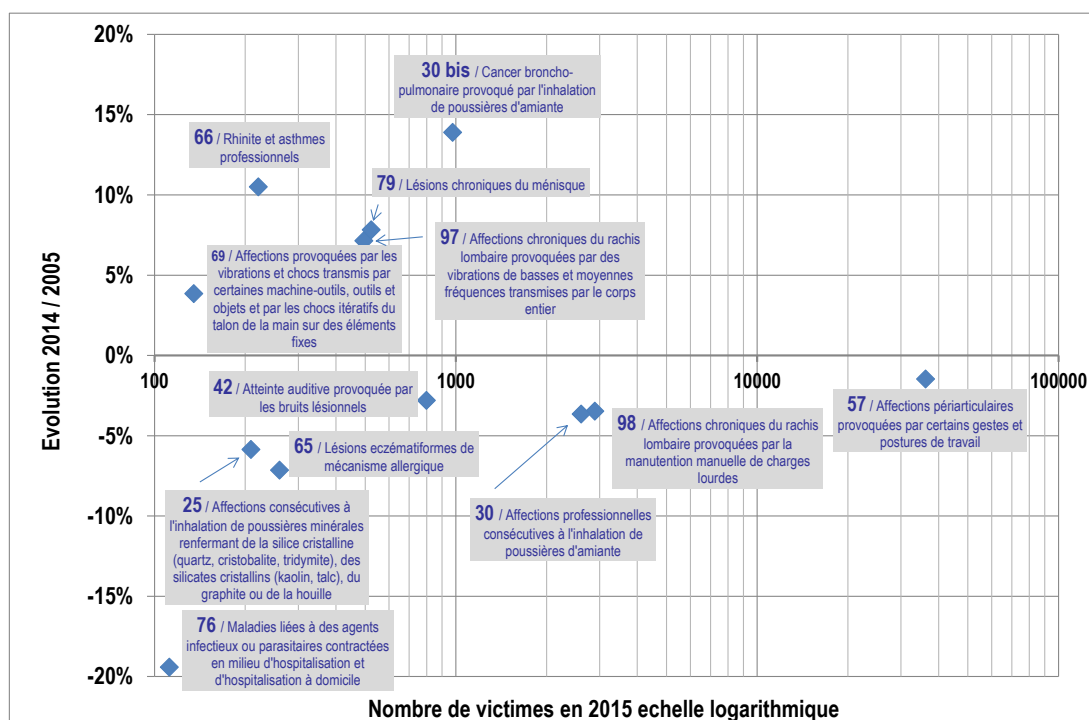 20%
15%
10%
5%
0%
-5%
-10%
-15%
-20%
Evolution 2014 / 2005
100
1000
10000
100000
Nombre de victimes en 2015 echelle logarithmique
30 bis / Cancer broncho-
pulmonaire provoqué par l'inhalation
de poussières d'amiante
66 / Rhinite et asthmes
professionnels
79 / Lésions chroniques du ménisque
97 / Affections chroniques du rachis
lombaire provoquées par des
vibrations de basses et moyennes
fréquences transmises par le corps
entier
69 / Affections provoquées par les
vibrations et chocs transmis par
certaines machine-outils, outils et
objets et par les chocs itératifs du
talon de la main sur des éléments
fixes
42 / Atteinte auditive provoquée par
les bruits lésionnels
65 / Lésions eczématiformes de
mécanisme allergique
57 / Affections périarticulaires
provoquées par certains gestes et
postures de travail
98 / Affections chroniques du rachis
lombaire provoquées par la
manutention manuelle de charges
lourdes
30 / Affections professionnelles
consécutives à l'inhalation de
poussières d'amiante
25 / Affections consécutives à
l'inhalation de poussières minérales
renfermant de la silice cristalline
(quartz, cristobalite, tridymite), des
silicates cristallins (kaolin, talc), du
graphite ou de la houille
76 / Maladies liées à des agents
infectieux ou parasitaires contractées
en milieu d'hospitalisation et
d'hospitalisation à domicile